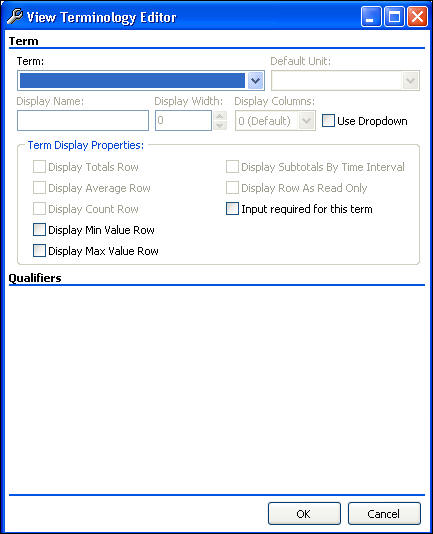 View Terminology Editor
Term
Term: Default Unit:
Display Name: Display Width: Display Columns:
0 0 (Default) Use Dropdown
Term Display Properties:
Display Totals Row Display Subtotals By Time Interval
Display Average Row Display Row As Read Only
Display Count Row Input required for this term
Display Min Value Row
Display Max Value Row
Qualifiers
OK Cancel